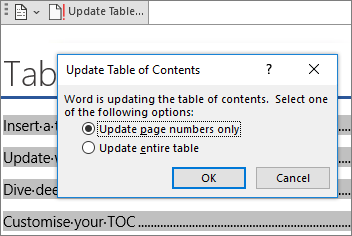 Update Table...
Tab
Update Table of Contents
?
Word is updating the table of contents. Select one
of the following options:
Update page numbers only
Update entire table
OK Cancel
Insert·a·t
Update·
Dive·dee
Customise·your·TOC